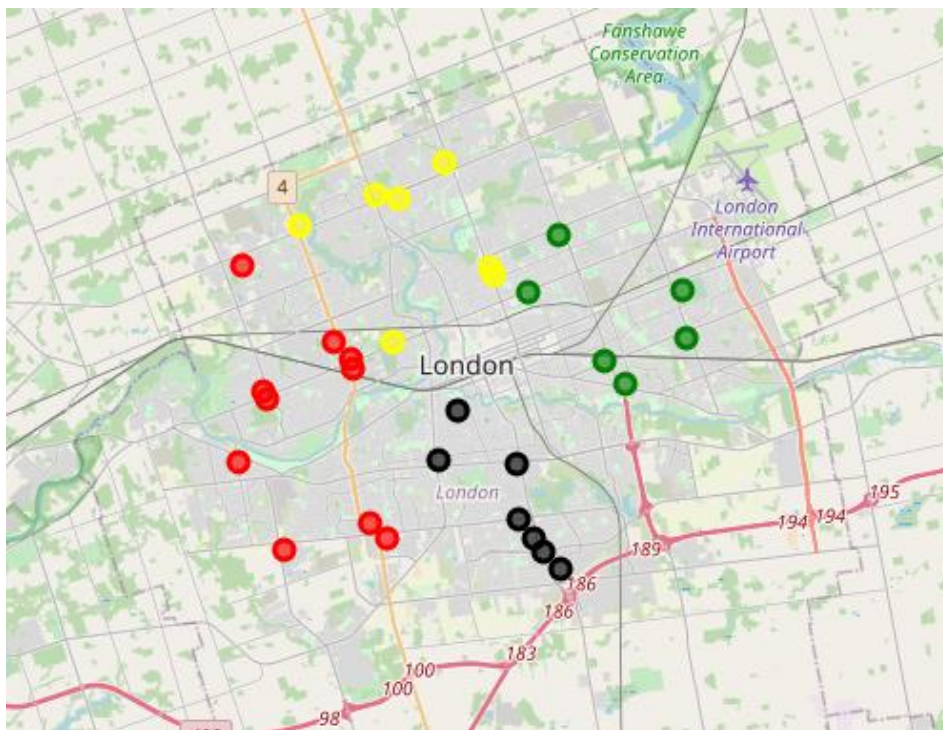 Fanshawe
Conservation
Area
4
London
International
Airport
London
London
195
194
194
189
186
186
183
100
100
98